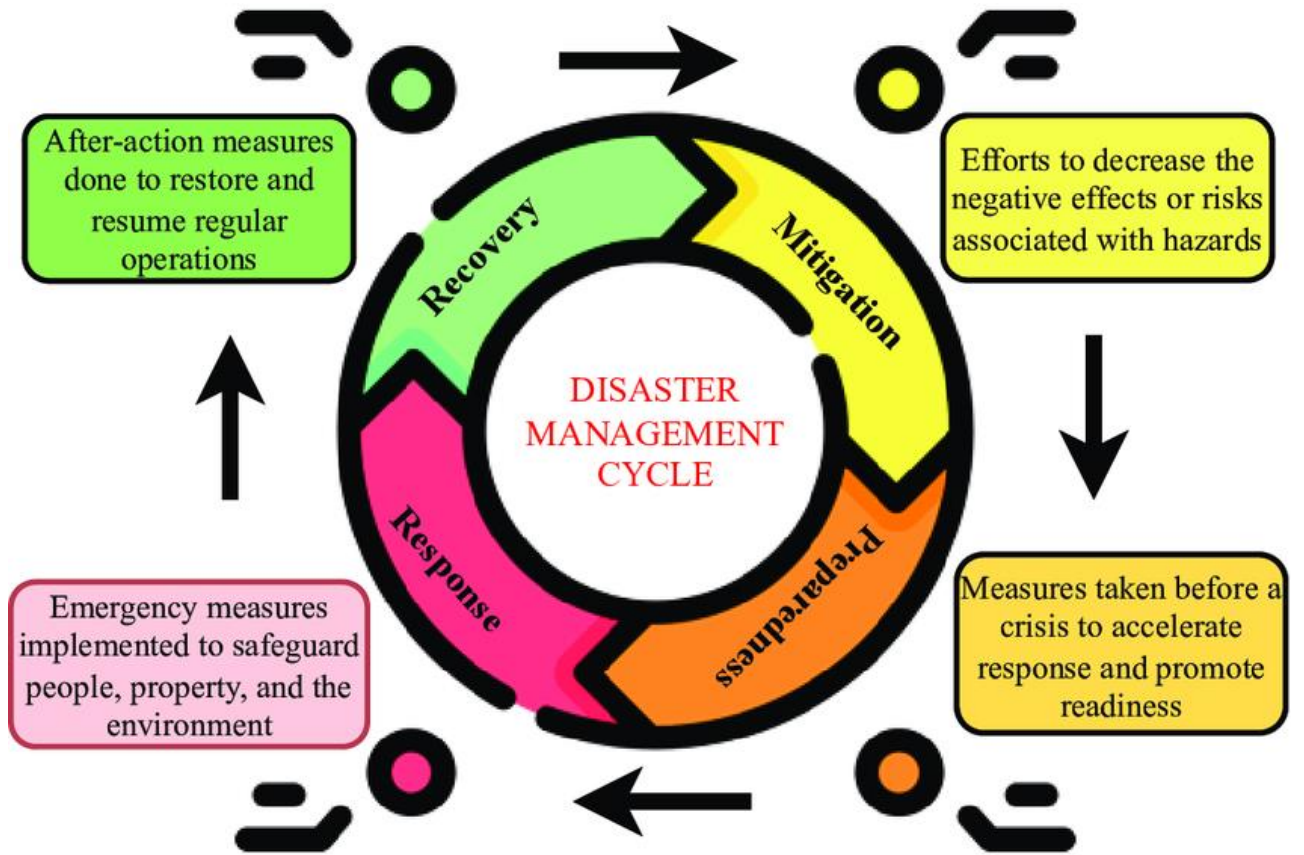 After-action measures
done to restore and
resume regular
operations
Efforts to decrease the
negative effects or risks
associated with hazards
Recovery
Mitigation
DISASTER
MANAGEMENT
CYCLE
Response
Preparedness
Emergency measures
implemented to safeguard
people, property, and the
environment
Measures taken before a
crisis to accelerate
response and promote
readiness